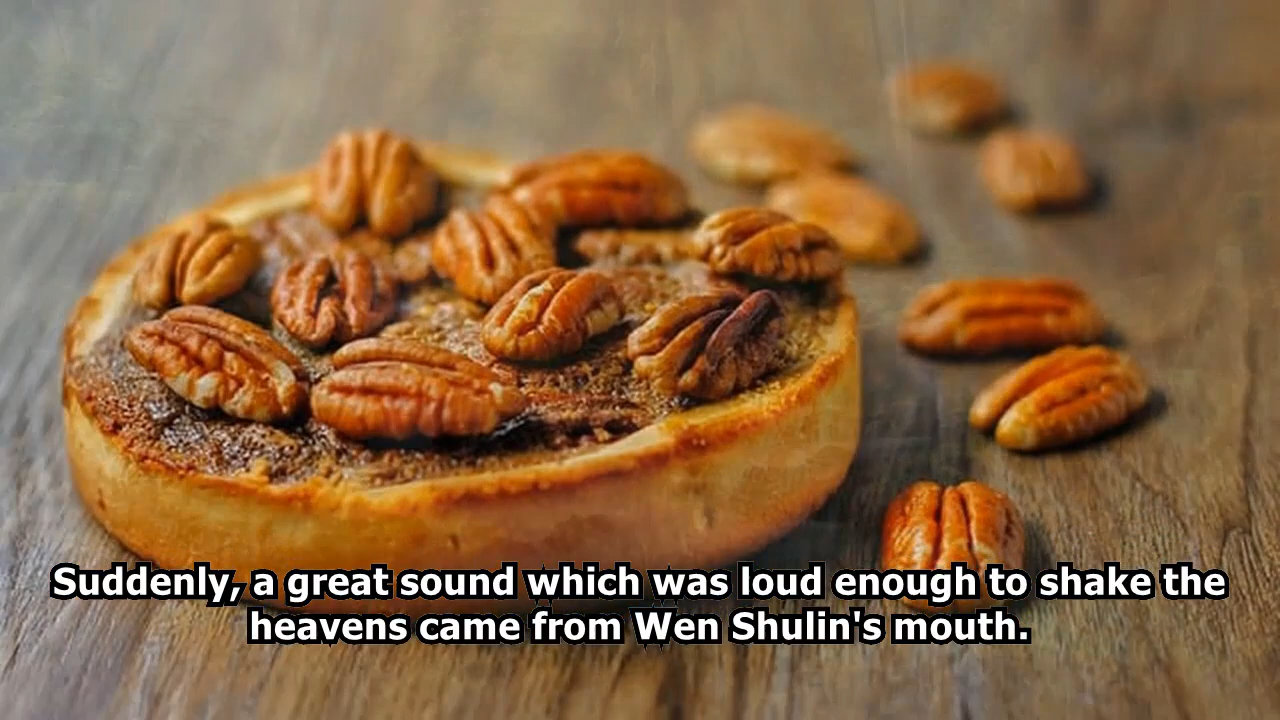 Suddenly, a great sound which was loud enough to shake the
heavens came from Wen Shulin's mouth.